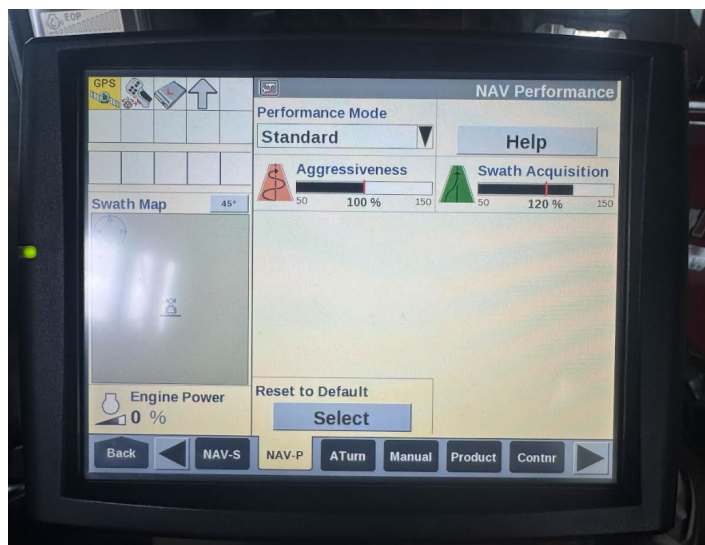 EOP
GPS
L
NAV Performance
Performance Mode
Standard
Help
Aggressiveness
50 100 % 150
Swath Acquisition
50 120 % 150
Swath Map 45°
Engine Power
0 %
Reset to Default
Select
Back NAV-S NAV-P ATurn Manual Product Contnr